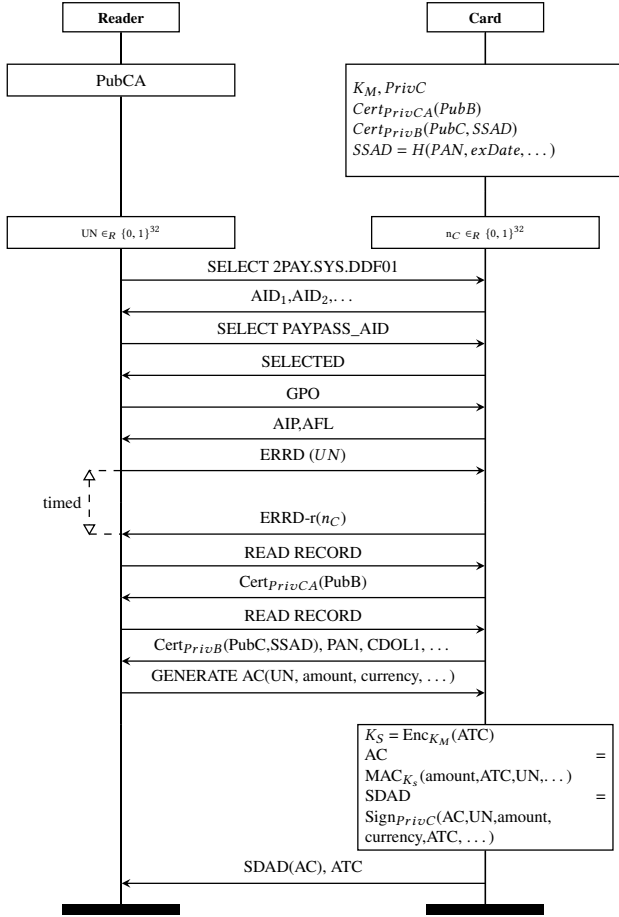 Reader Card
PubCA
K_M, PrivC
Cert_PrivCA(PubB)
Cert_PrivB(PubC, SSAD)
SSAD = H(PAN, exDate, . . . )
UN ∈_R {0, 1}^32
n_C ∈_R {0, 1}^32
SELECT 2PAY.SYS.DDF01
AID_1,AID_2,. . .
SELECT PAYPASS_AID
SELECTED
GPO
AIP,AFL
ERRD (UN)
timed
ERRD-r(n_C)
READ RECORD
Cert_PrivCA(PubB)
READ RECORD
Cert_PrivB(PubC,SSAD), PAN, CDOL1, . . .
GENERATE AC(UN, amount, currency, . . . )
K_S = Enc_K_M(ATC)
AC =
MAC_K_s(amount,ATC,UN,. . . )
SDAD =
Sign_PrivC(AC,UN,amount,
currency,ATC, . . . )
SDAD(AC), ATC